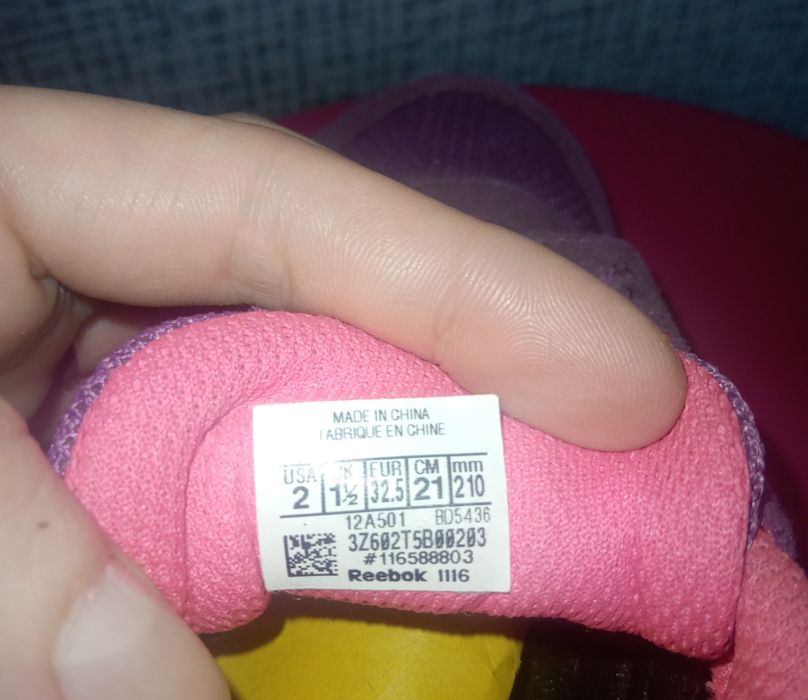 MADE IN CHINA
FABRIQUE EN CHINE
USA UK EUR CM mm
2 1½ 32.5 21 210
12A501 BD5436
3Z602T5B00203
#116588803
Reebok 1116